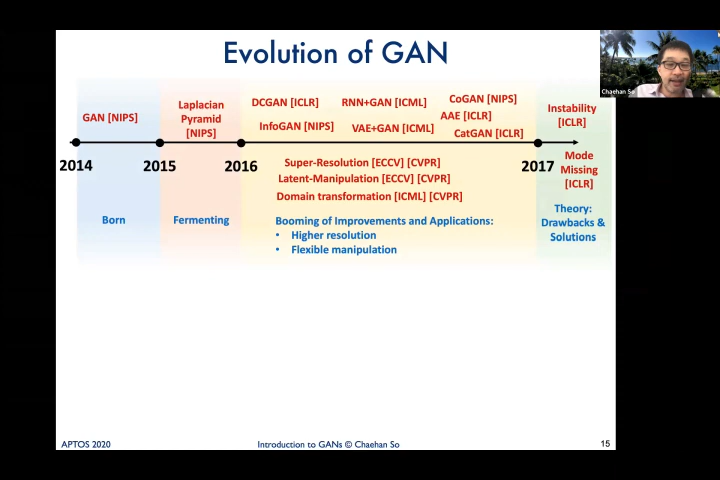 Evolution of GAN
Chaehan So
GAN [NIPS]
Laplacian
Pyramid
[NIPS]
DCGAN [ICLR]
RNN+GAN [ICML]
CoGAN [NIPS]
AAE [ICLR]
InfoGAN [NIPS]
VAE+GAN [ICML]
CatGAN [ICLR]
Instability
[ICLR]
2014
2015
2016
2017
Super-Resolution [ECCV] [CVPR]
Latent-Manipulation [ECCV] [CVPR]
Domain transformation [ICML] [CVPR]
Mode
Missing
[ICLR]
Born
Fermenting
Booming of Improvements and Applications:
• Higher resolution
• Flexible manipulation
Theory:
Drawbacks &
Solutions
APTOS 2020
Introduction to GANs © Chaehan So
15